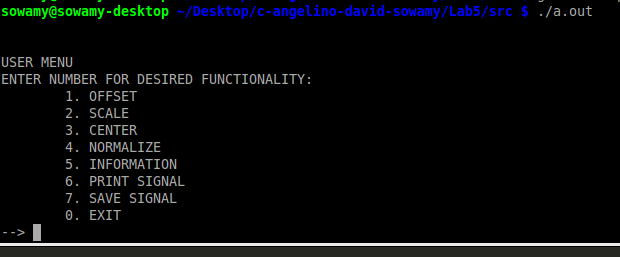 sowamy@sowamy-desktop ~/Desktop/c-angelino-david-sowamy/Lab5/src $ ./a.out
USER MENU
ENTER NUMBER FOR DESIRED FUNCTIONALITY:
1. OFFSET
2. SCALE
3. CENTER
4. NORMALIZE
5. INFORMATION
6. PRINT SIGNAL
7. SAVE SIGNAL
0. EXIT
-->